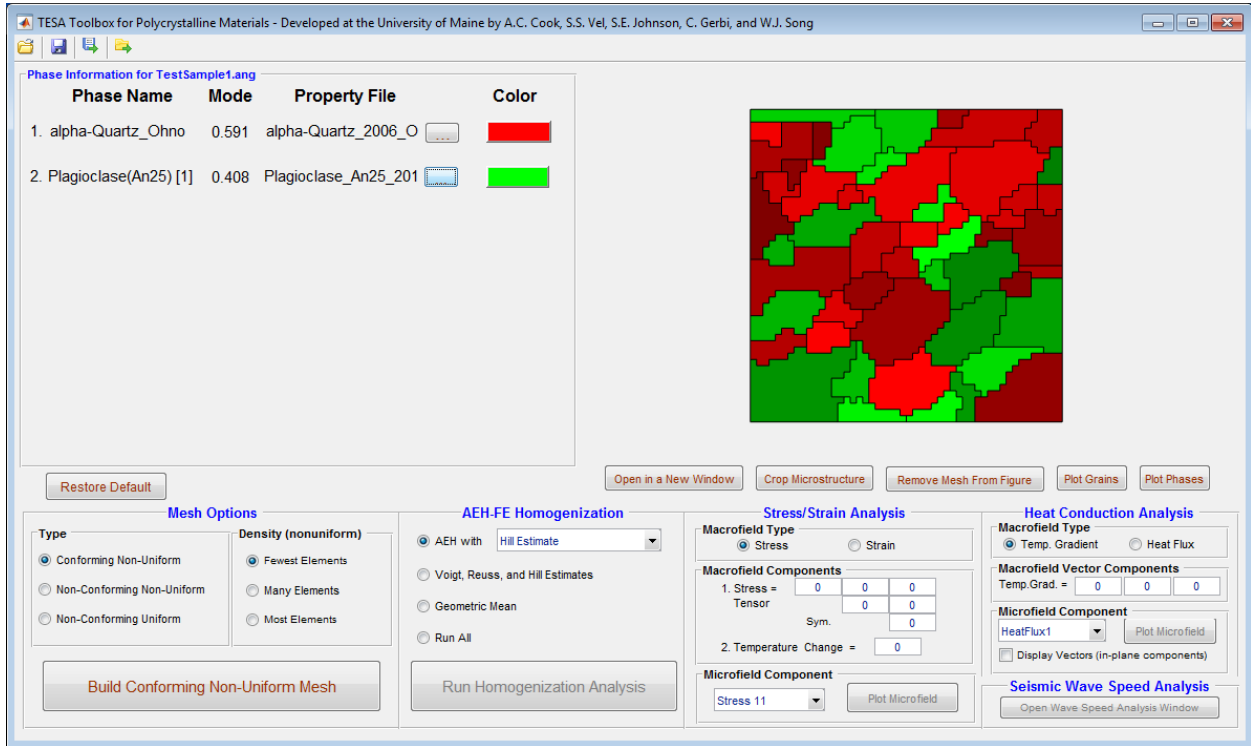 TESA Toolbox for Polycrystalline Materials - Developed at the University of Maine by A.C. Cook, S.S. Vel, S.E. Johnson, C. Gerbi, and W.J. Song
Phase Information for TestSample1.ang
Phase Name Mode Property File Color
1. alpha-Quartz_Ohno 0.591 alpha-Quartz_2006_O ...
2. Plagioclase(An25) [1] 0.408 Plagioclase_An25_201 ...
Restore Default
Open in a New Window Crop Microstructure Remove Mesh From Figure Plot Grains Plot Phases
Mesh Options
Type
Conforming Non-Uniform
Non-Conforming Non-Uniform
Non-Conforming Uniform
Density (nonuniform)
Fewest Elements
Many Elements
Most Elements
Build Conforming Non-Uniform Mesh
AEH-FE Homogenization
AEH with Hill Estimate
Voigt, Reuss, and Hill Estimates
Geometric Mean
Run All
Run Homogenization Analysis
Stress/Strain Analysis
Macrofield Type
Stress Strain
Macrofield Components
1. Stress = 0 0 0
Tensor 0 0
Sym. 0
2. Temperature Change = 0
Microfield Component
Stress 11 Plot Microfield
Heat Conduction Analysis
Macrofield Type
Temp. Gradient Heat Flux
Macrofield Vector Components
Temp.Grad. = 0 0 0
Microfield Component
HeatFlux1 Plot Microfield
Display Vectors (in-plane components)
Seismic Wave Speed Analysis
Open Wave Speed Analysis Window